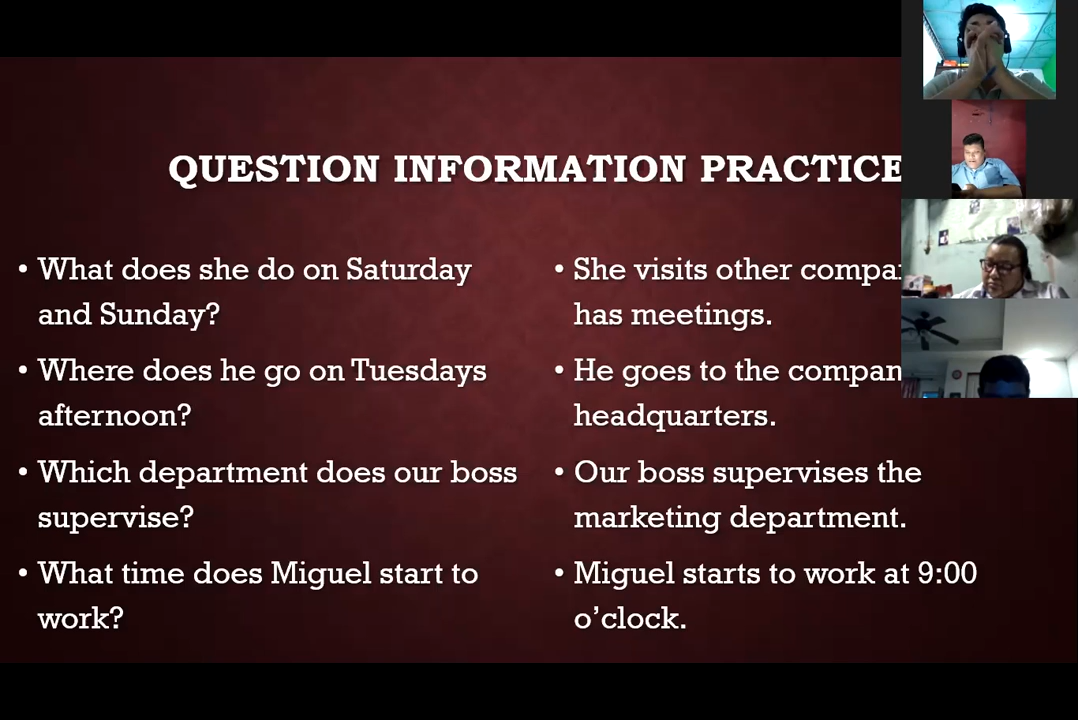 QUESTION INFORMATION PRACTICE
• What does she do on Saturday
and Sunday?
• Where does he go on Tuesdays
afternoon?
• Which department does our boss
supervise?
• What time does Miguel start to
work?
• She visits other
has meetings.
• He goes to the
headquarters.
• Our boss supervises the
marketing department.
• Miguel starts to work at 9:00
o’clock.